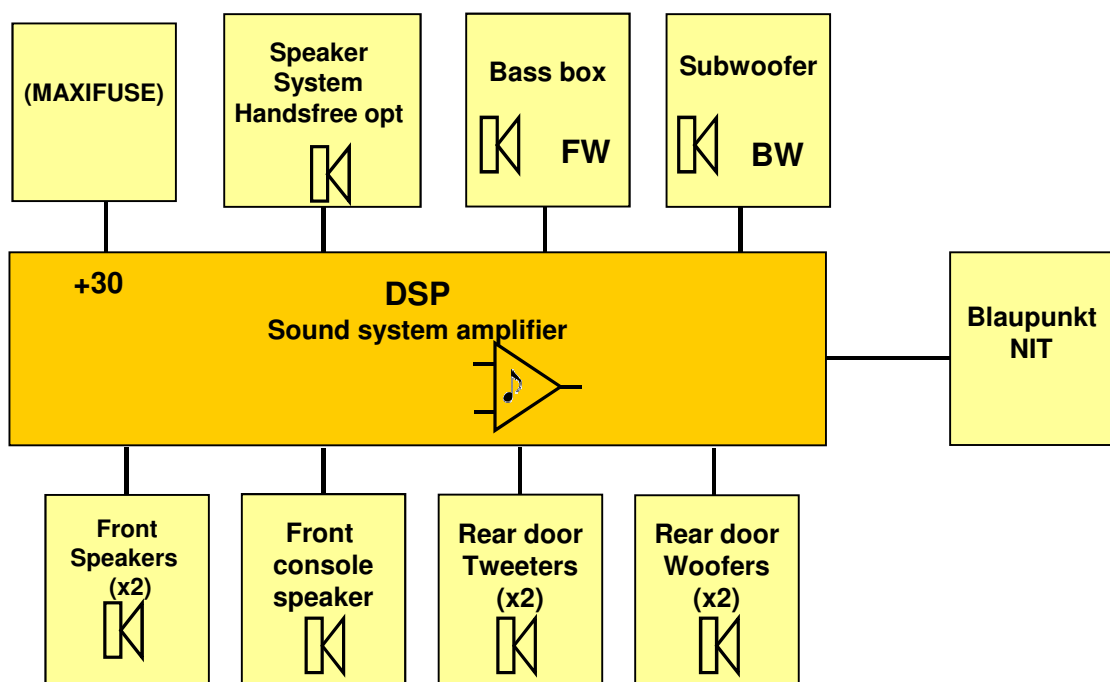 (MAXIFUSE)
Speaker
System
Handsfree opt
Bass box
FW
Subwoofer
BW
+30
DSP
Sound system amplifier
Blaupunkt
NIT
Front
Speakers
(x2)
Front
console
speaker
Rear door
Tweeters
(x2)
Rear door
Woofers
(x2)